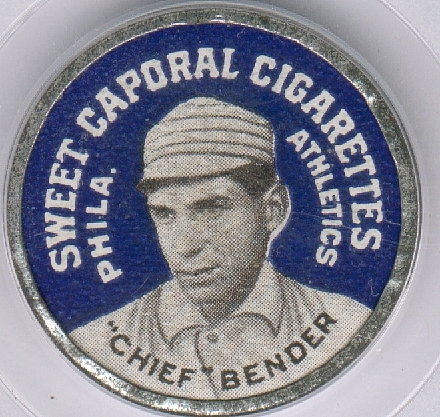 SWEET CAPORAL CIGARETTES
PHILA.
ATHLETICS
"CHIEF" BENDER